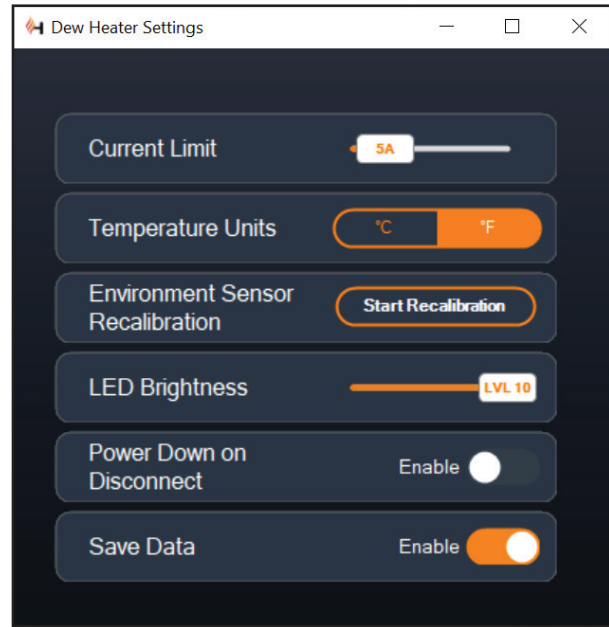 Dew Heater Settings
Current Limit
5A
Temperature Units
°C
°F
Environment Sensor
Recalibration
Start Recalibration
LED Brightness
LVL 10
Power Down on
Disconnect
Enable
Save Data
Enable